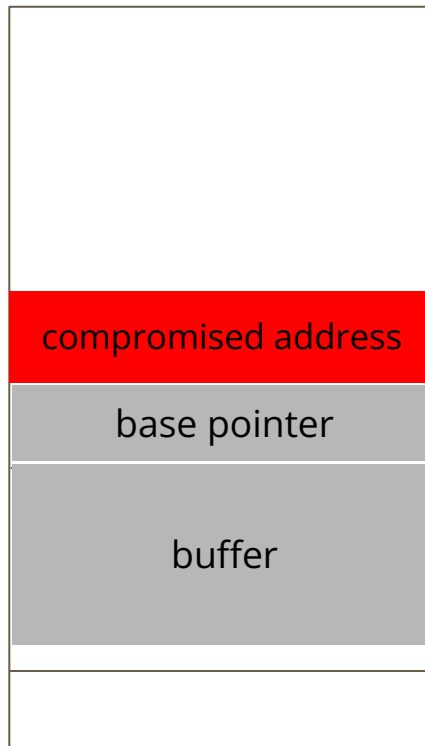 compromised address
base pointer
buffer